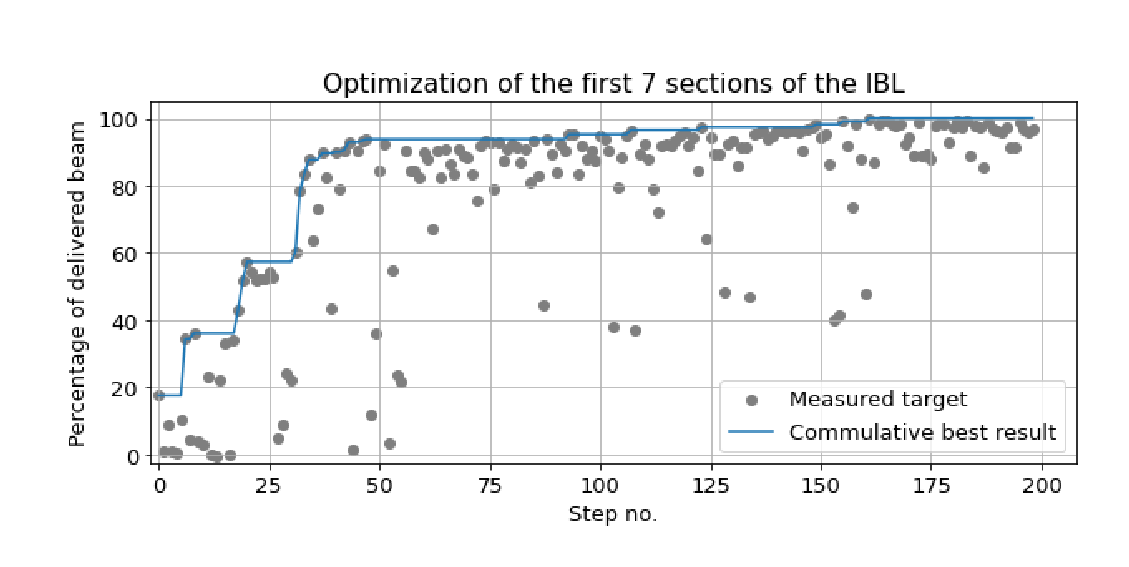 Optimization of the first 7 sections of the IBL
Percentage of delivered beam
100
80
60
40
20
0
Measured target
Commulative best result
0 25 50 75 100 125 150 175 200
Step no.